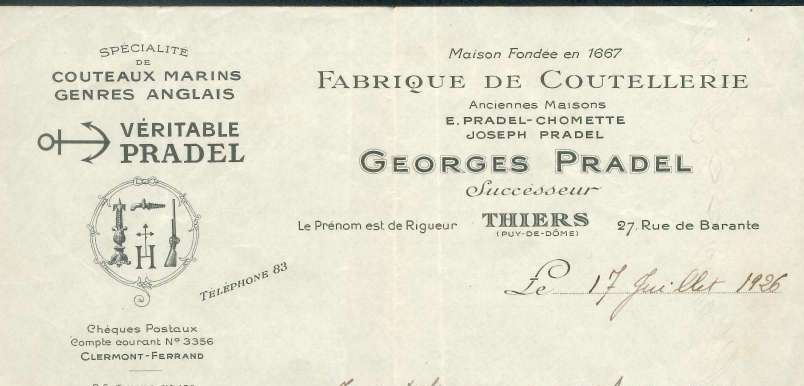 SPÉCIALITÉ
DE
COUTEAUX MARINS
GENRES ANGLAIS
VÉRITABLE
PRADEL
H
TÉLÉPHONE 83
Chéques Postaux
Compte courant Nº 3356
CLERMONT-FERRAND
Maison Fondée en 1667
FABRIQUE DE COUTELLERIE
Anciennes Maisons
E. PRADEL-CHOMETTE
JOSEPH PRADEL
GEORGES PRADEL
Successeur
Le Prénom est de Rigueur THIERS 27, Rue de Barante
(PUY-DE-DÔME)
Le 17 Juillet 1926